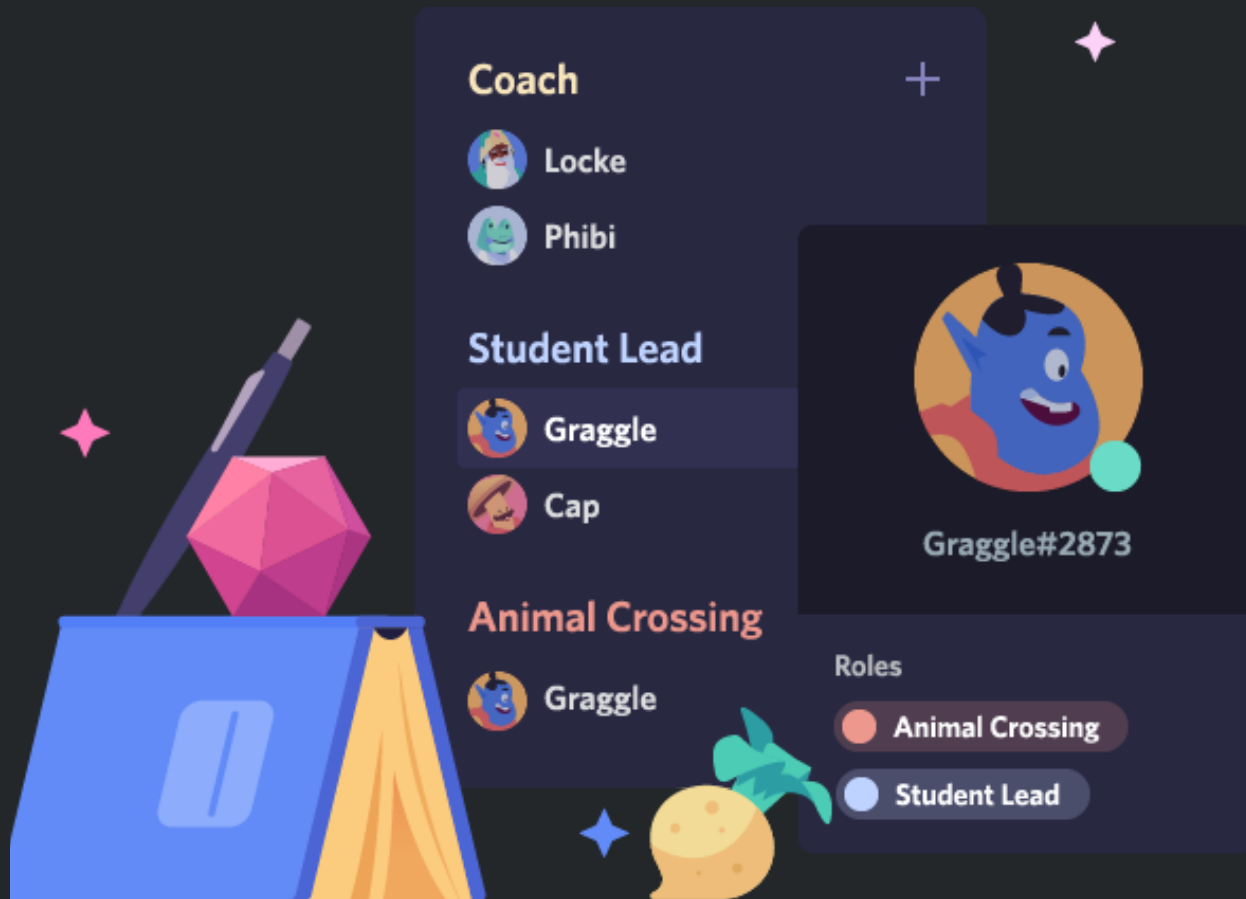 Coach
Locke
Phibi
Student Lead
Graggle
Cap
Animal Crossing
Graggle
Graggle#2873
Roles
Animal Crossing
Student Lead